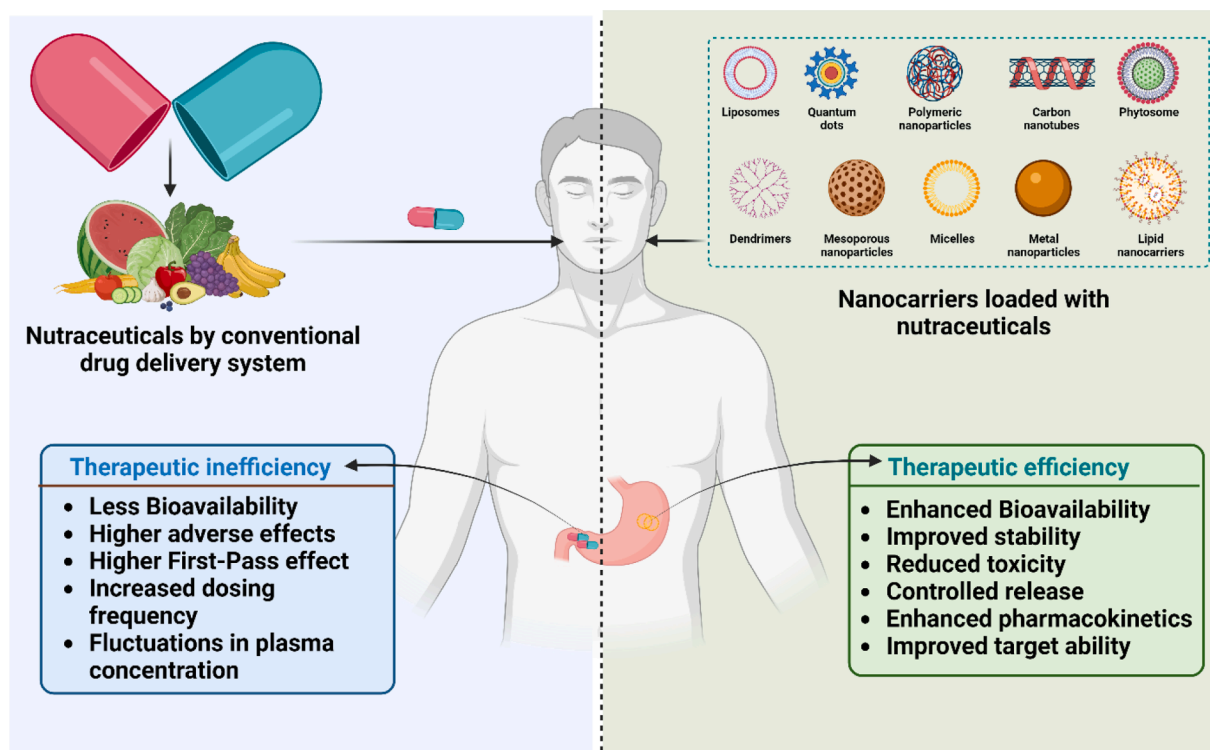 Nutraceuticals by conventional
drug delivery system
Therapeutic inefficiency
• Less Bioavailability
• Higher adverse effects
• Higher First-Pass effect
• Increased dosing
frequency
• Fluctuations in plasma
concentration
Liposomes
Quantum
dots
Polymeric
nanoparticles
Carbon
nanotubes
Phytosome
Dendrimers
Mesoporous
nanoparticles
Micelles
Metal
nanoparticles
Lipid
nanocarriers
Nanocarriers loaded with
nutraceuticals
Therapeutic efficiency
• Enhanced Bioavailability
• Improved stability
• Reduced toxicity
• Controlled release
• Enhanced pharmacokinetics
• Improved target ability